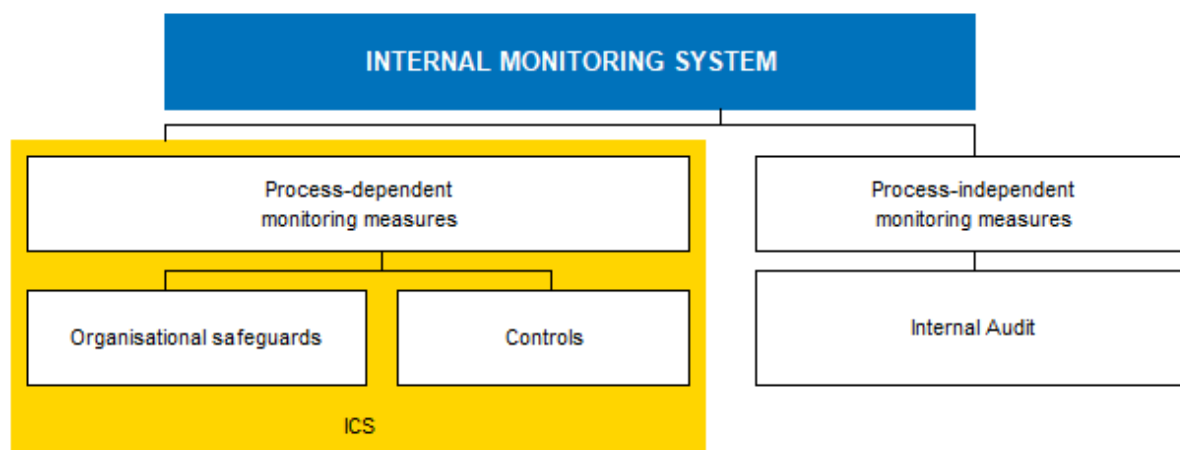 INTERNAL MONITORING SYSTEM
Process-dependent
monitoring measures
Process-independent
monitoring measures
Organisational safeguards
Controls
Internal Audit
ICS